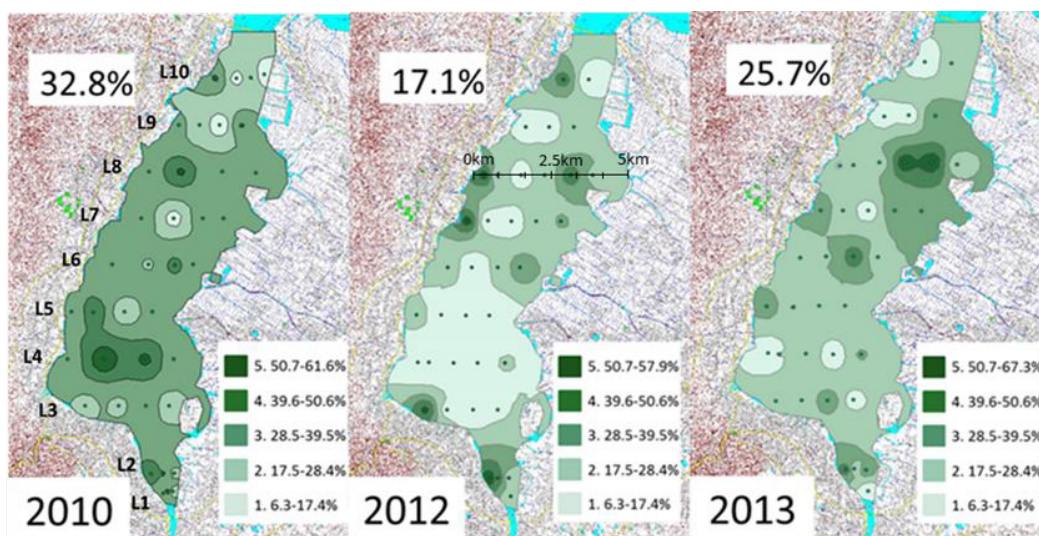 32.8%
L10
L9
L8
L7
L6
L5
L4
L3
L2
L1
5. 50.7-61.6%
4. 39.6-50.6%
3. 28.5-39.5%
2. 17.5-28.4%
1. 6.3-17.4%
2010
17.1%
0km 2.5km 5km
5. 50.7-57.9%
4. 39.6-50.6%
3. 28.5-39.5%
2. 17.5-28.4%
1. 6.3-17.4%
2012
25.7%
5. 50.7-67.3%
4. 39.6-50.6%
3. 28.5-39.5%
2. 17.5-28.4%
1. 6.3-17.4%
2013